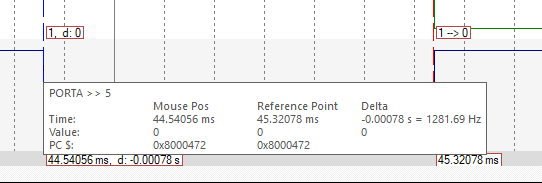 1,  d: 0
1 --> 0
PORTA >> 5
Mouse Pos Reference Point Delta
Time: 44.54056 ms 45.32078 ms -0.00078 s = 1281.69 Hz
Value: 0 0 0
PC $: 0x8000472 0x8000472
44.54056 ms,  d: -0.00078 s
45.32078 ms